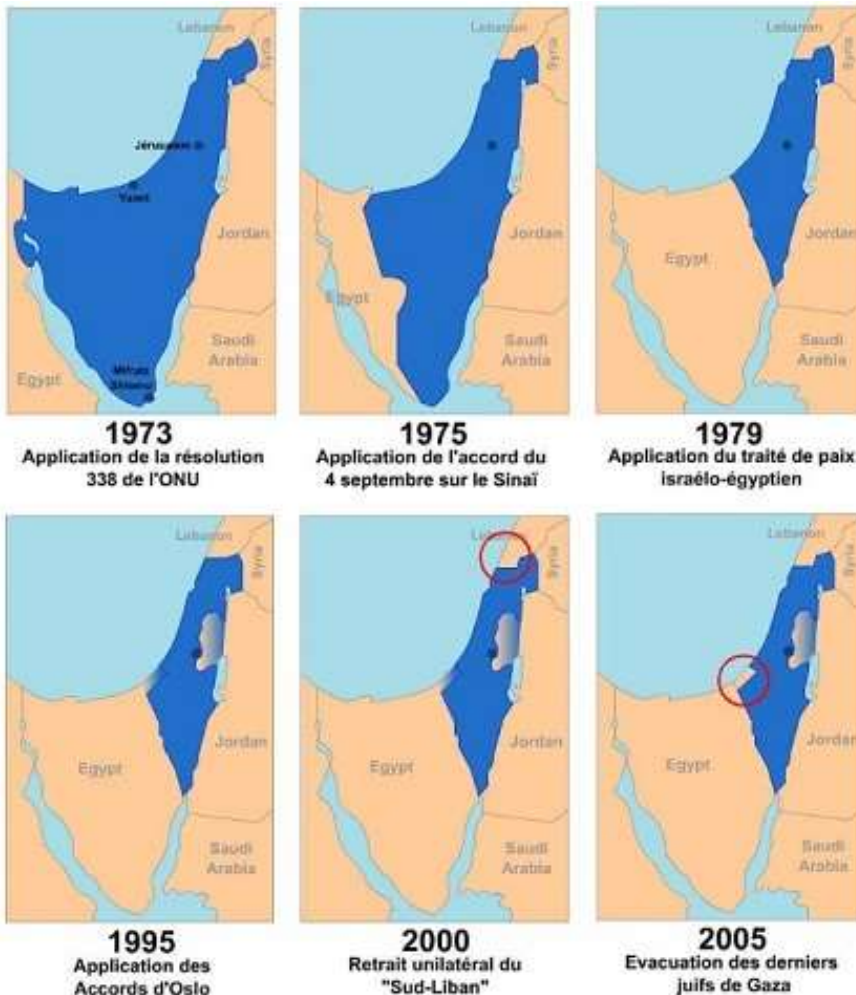 Lebanon
Syria
Jérusalem
Yamit
Jordan
Egypt
Saudi
Arabia
1973
Application de la résolution
338 de l'ONU
Lebanon
Syria
Jordan
Egypt
Saudi
Arabia
1975
Application de l'accord du
4 septembre sur le Sinaï
Lebanon
Syria
Jordan
Egypt
Saudi
Arabia
1979
Application du traité de paix
israélo-égyptien
Lebanon
Syria
Jordan
Egypt
Saudi
Arabia
1995
Application des
Accords d'Oslo
Syria
Jordan
Egypt
Saudi
Arabia
2000
Retrait unilatéral du
"Sud-Liban"
Lebanon
Syria
Jordan
Egypt
Saudi
Arabia
2005
Evacuation des derniers
juifs de Gaza